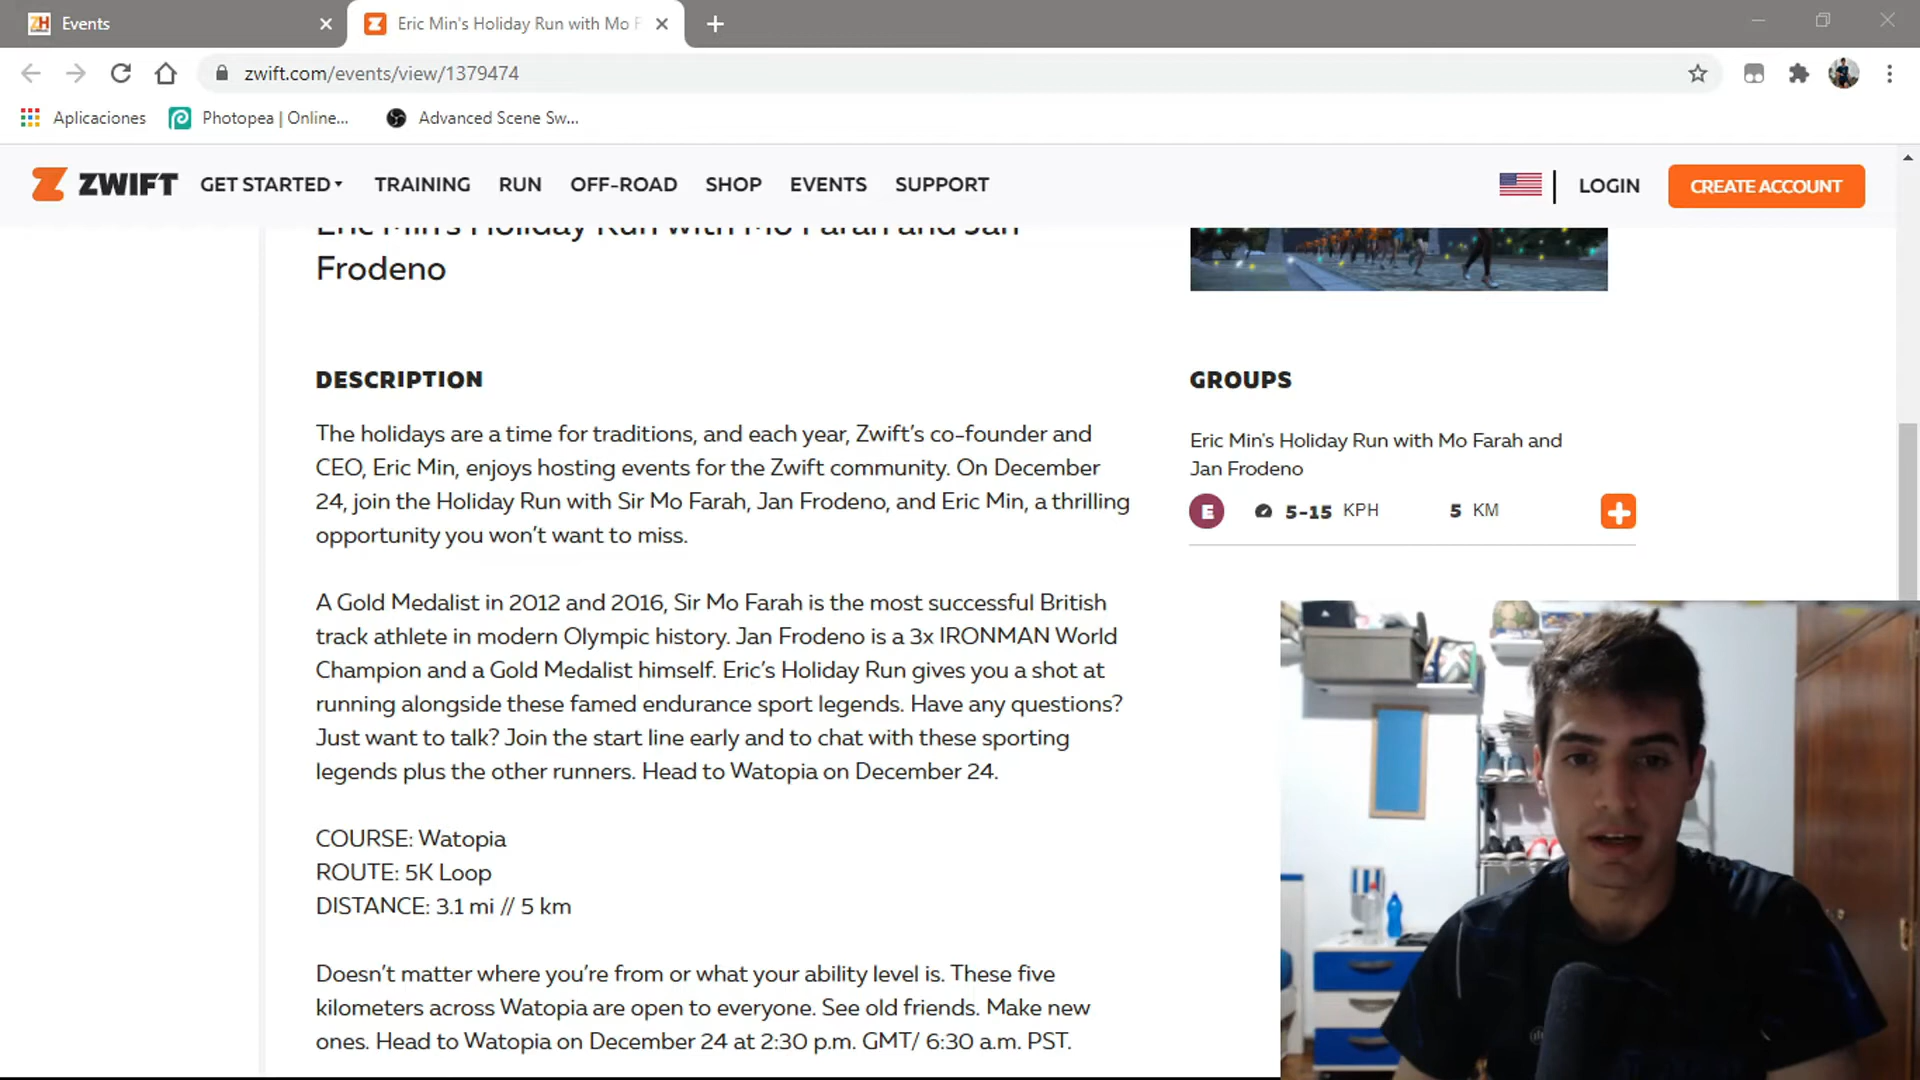 Events
Eric Min's Holiday Run with Mo F
zwift.com/events/view/1379474
Aplicaciones
Photopea | Online...
Advanced Scene Sw...
ZWIFT
GET STARTED
TRAINING
RUN
OFF-ROAD
SHOP
EVENTS
SUPPORT
LOGIN
CREATE ACCOUNT
Eric Min's Holiday Run with Mo Farah and Jan
Frodeno
DESCRIPTION
The holidays are a time for traditions, and each year, Zwift's co-founder and
CEO, Eric Min, enjoys hosting events for the Zwift community. On December
24, join the Holiday Run with Sir Mo Farah, Jan Frodeno, and Eric Min, a thrilling
opportunity you won't want to miss.
A Gold Medalist in 2012 and 2016, Sir Mo Farah is the most successful British
track athlete in modern Olympic history. Jan Frodeno is a 3x IRONMAN World
Champion and a Gold Medalist himself. Eric's Holiday Run gives you a shot at
running alongside these famed endurance sport legends. Have any questions?
Just want to talk? Join the start line early and to chat with these sporting
legends plus the other runners. Head to Watopia on December 24.
COURSE: Watopia
ROUTE: 5K Loop
DISTANCE: 3.1 mi // 5 km
Doesn't matter where you're from or what your ability level is. These five
kilometers across Watopia are open to everyone. See old friends. Make new
ones. Head to Watopia on December 24 at 2:30 p.m. GMT/ 6:30 a.m. PST.
GROUPS
Eric Min's Holiday Run with Mo Farah and
Jan Frodeno
E 5-15 KPH 5 KM